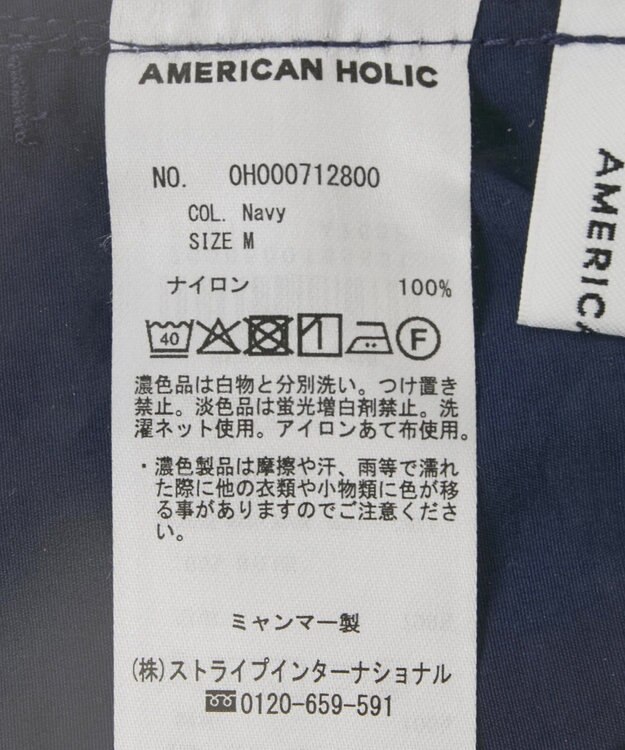 AMERICAN HOLIC
NO. 0H000712800
COL. Navy
SIZE M
ナイロン 100%
40 F
濃色品は白物と分別洗い。つけ置き
禁止。淡色品は蛍光増白剤禁止。洗
濯ネット使用。アイロンあて布使用。
・濃色製品は摩擦や汗、雨等で濡れ
た際に他の衣類や小物類に色が移
る事がありますのでご注意くださ
い。
ミャンマー製
(株)ストライプインターナショナル
0120-659-591
AMERICA